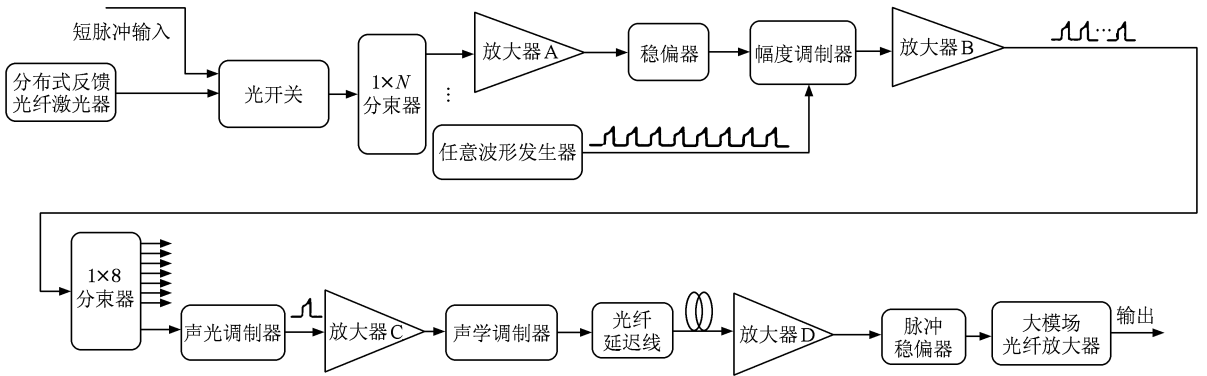 短脉冲输入
分布式反馈
光纤激光器
光开关
1×N
分束器
放大器A
⋮
稳偏器
幅度调制器
放大器B
…
任意波形发生器
1×8
分束器
声光调制器
放大器C
声学调制器
光纤
延迟线
放大器D
脉冲
稳偏器
大模场
光纤放大器
输出